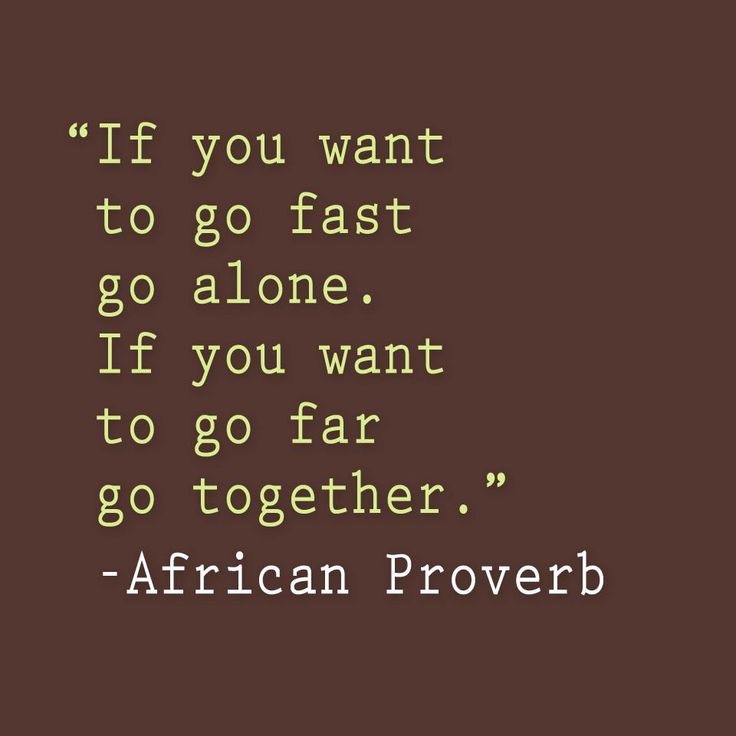 “If you want
to go fast
go alone.
If you want
to go far
go together.”
-African Proverb